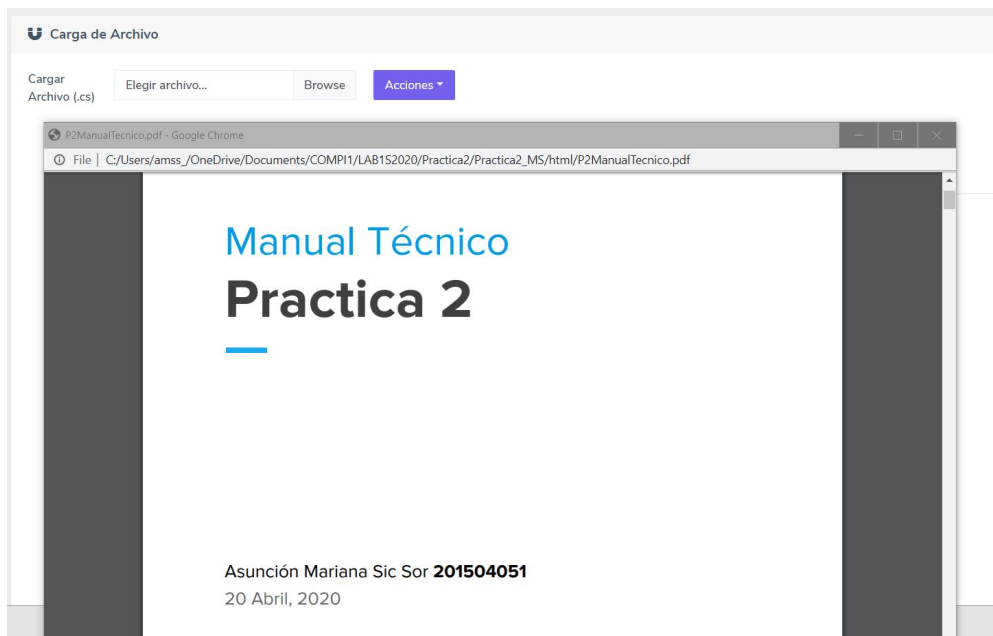 Carga de Archivo
Cargar
Archivo (.cs)
Elegir archivo...
Browse
Acciones
P2ManualTecnico.pdf - Google Chrome
File | C:/Users/amss_/OneDrive/Documents/COMPI1/LAB1S2020/Practica2/Practica2_MS/html/P2ManualTecnico.pdf
Manual Técnico
Practica 2
Asunción Mariana Sic Sor 201504051
20 Abril, 2020